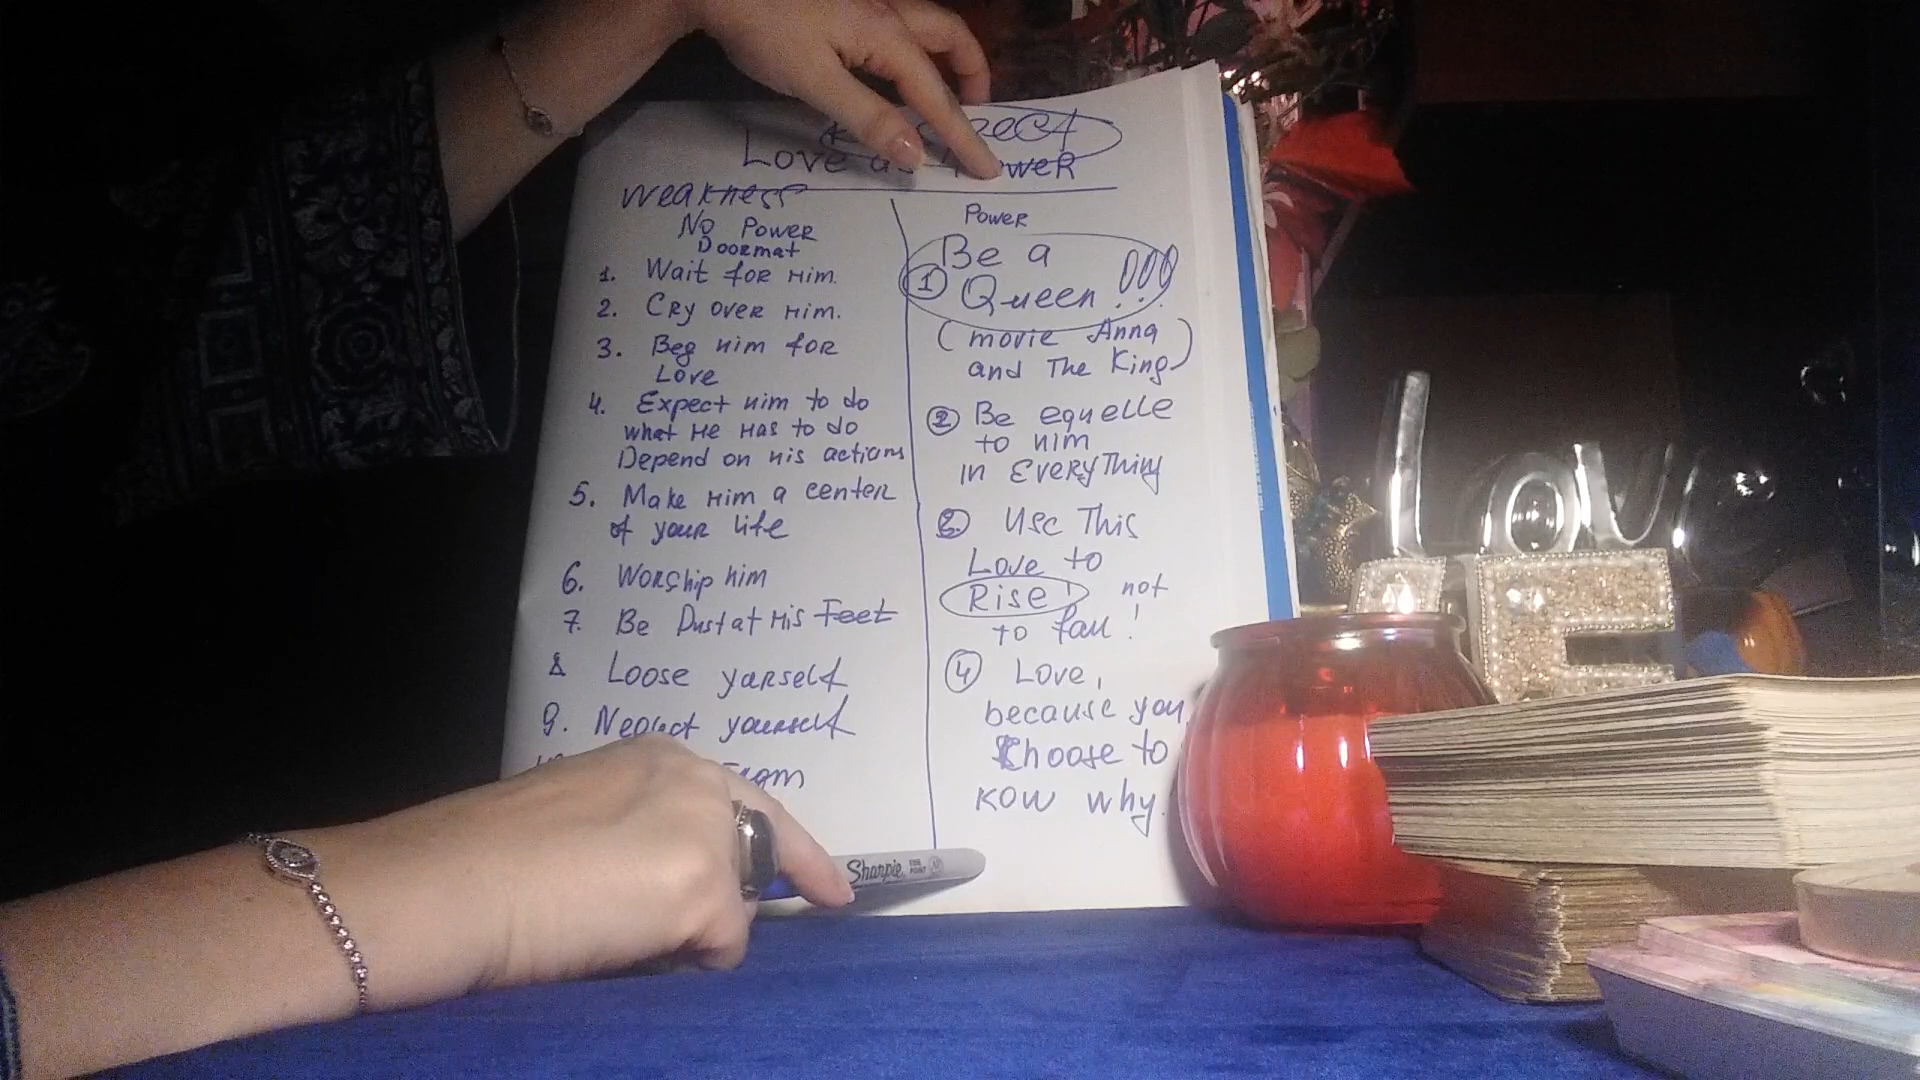 Love as Power
Weakness
No Power
Doormat
1. Wait for Him.
2. Cry over Him.
3. Beg him for
Love
4. Expect him to do
what He Has to do
Depend on his actions
5. Make Him a center
of your life
6. Worship him
7. Be Dust at His Feet
8 Loose yarself
9. Neglect yourself
Power
Be a
1 Queen!!!
(movie Anna
and The King)
2 Be equelle
to him
in EveryThing
3. Use This
Love to
Rise! not
to fall!
4 Love,
because you
Choose to
kow why.
Sharpie
FINE
POINT
LOVE